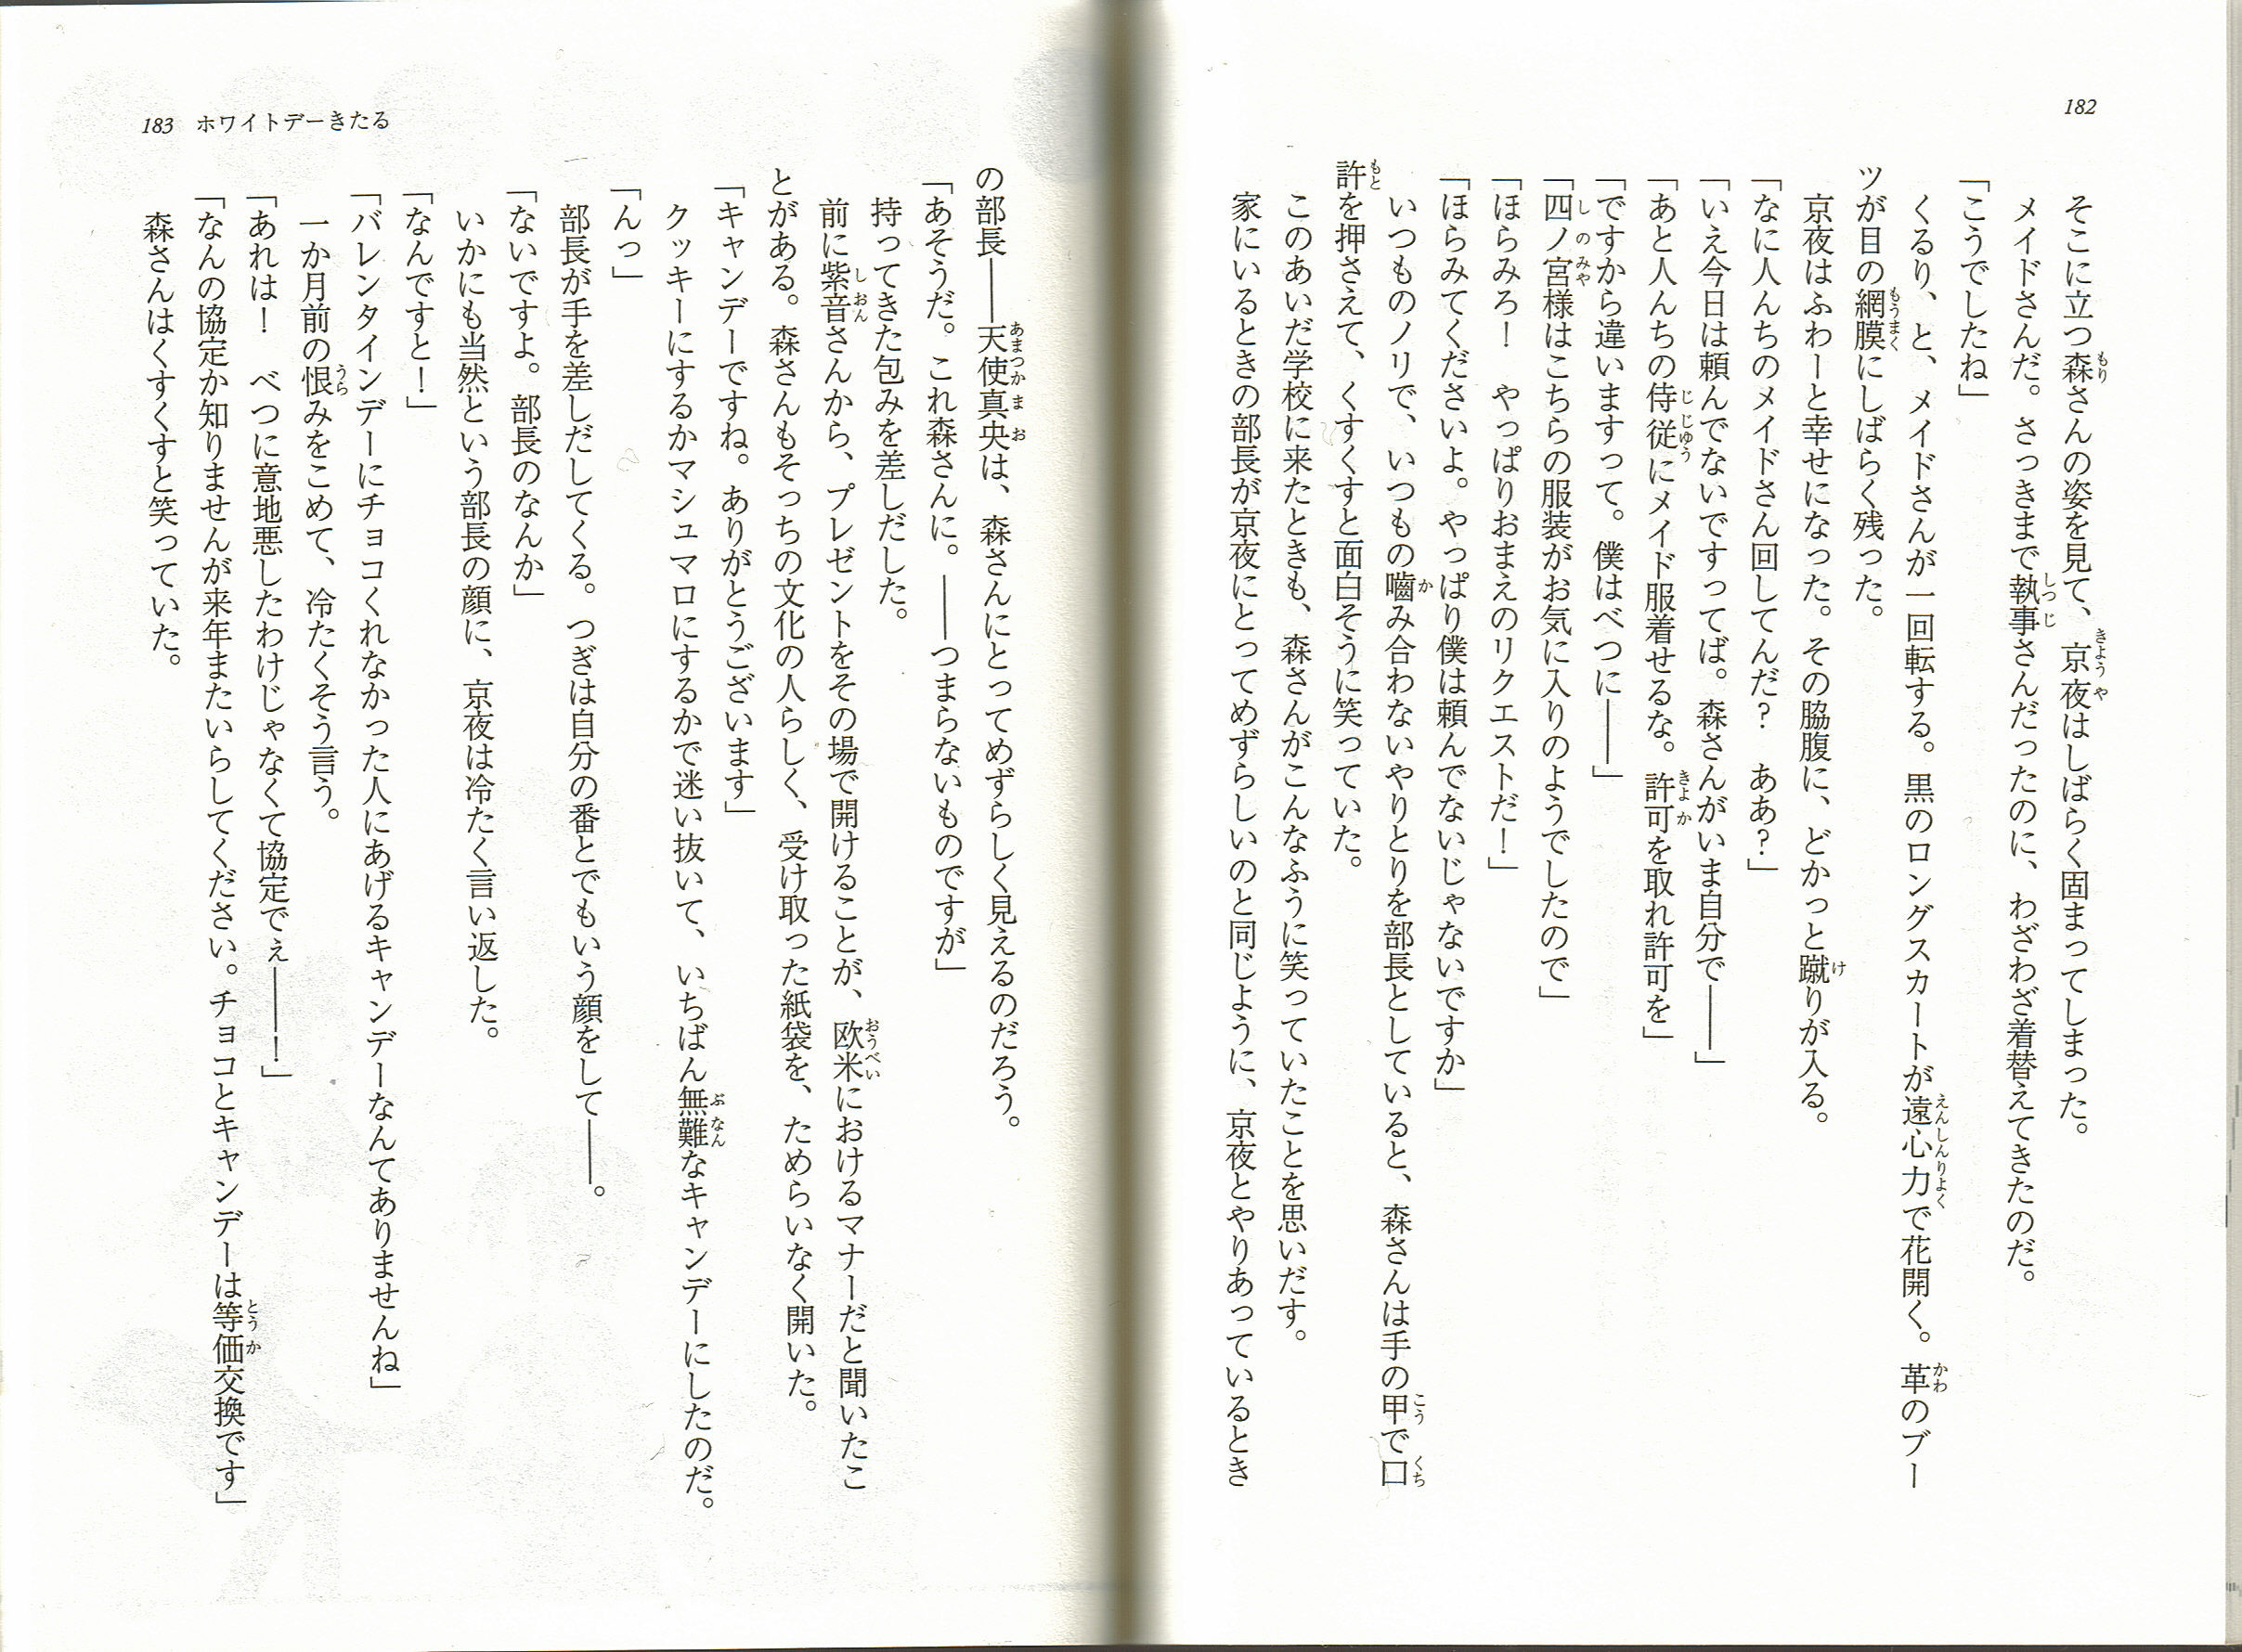 182
そこに立つ森さんの姿を見て、京夜はしばらく固まってしまった。
メイドさんだ。さっきまで執事さんだったのに、わざわざ着替えてきたのだ。
「こうでしたね」
くるり、と、メイドさんが一回転する。黒のロングスカートが遠心力で花開く。革のブー
ツが目の網膜にしばらく残った。
京夜はふわーと幸せになった。その脇腹に、どかっと蹴りが入る。
「なに人んちのメイドさん回してんだ？　ああ？」
「いえ今日は頼んでないですってば。森さんがいま自分で――」
「あと人んちの侍従にメイド服着せるな。許可を取れ許可を」
「ですから違いますって。僕はべつに――」
「四ノ宮様はこちらの服装がお気に入りのようでしたので」
「ほらみろ！　やっぱりおまえのリクエストだ！」
「ほらみてくださいよ。やっぱり僕は頼んでないじゃないですか」
いつものノリで、いつもの嚙み合わないやりとりを部長としていると、森さんは手の甲で口
許を押さえて、くすくすと面白そうに笑っていた。
このあいだ学校に来たときも、森さんがこんなふうに笑っていたことを思いだす。
家にいるときの部長が京夜にとってめずらしいのと同じように、京夜とやりあっているとき
183 ホワイトデーきたる
の部長――天使真央は、森さんにとってめずらしく見えるのだろう。
「あそうだ。これ森さんに。――つまらないものですが」
持ってきた包みを差しだした。
前に紫音さんから、プレゼントをその場で開けることが、欧米におけるマナーだと聞いたこ
とがある。森さんもそっちの文化の人らしく、受け取った紙袋を、ためらいなく開いた。
「キャンデーですね。ありがとうございます」
クッキーにするかマシュマロにするかで迷い抜いて、いちばん無難なキャンデーにしたのだ。
「んっ」
部長が手を差しだしてくる。つぎは自分の番とでもいう顔をして――。
「ないですよ。部長のなんか」
いかにも当然という部長の顔に、京夜は冷たく言い返した。
「なんですと！」
「バレンタインデーにチョコくれなかった人にあげるキャンデーなんてありませんね」
一か月前の恨みをこめて、冷たくそう言う。
「あれは！　べつに意地悪したわけじゃなくて協定でぇ――！」
「なんの協定か知りませんが来年またいらしてください。チョコとキャンデーは等価交換です」
森さんはくすくすと笑っていた。